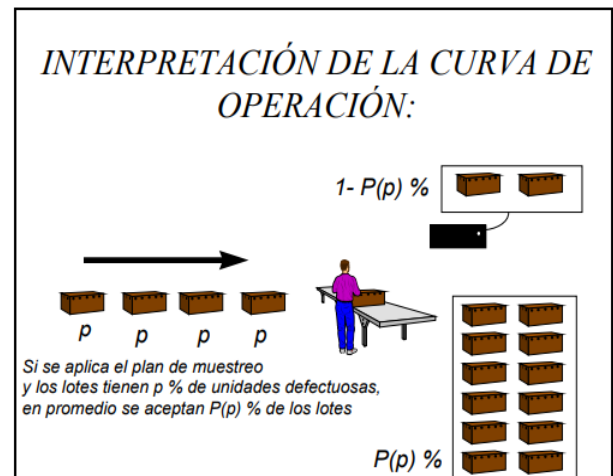 INTERPRETACIÓN DE LA CURVA DE
OPERACIÓN:
1- P(p) %
p p p p
Si se aplica el plan de muestreo
y los lotes tienen p % de unidades defectuosas,
en promedio se aceptan P(p) % de los lotes
P(p) %